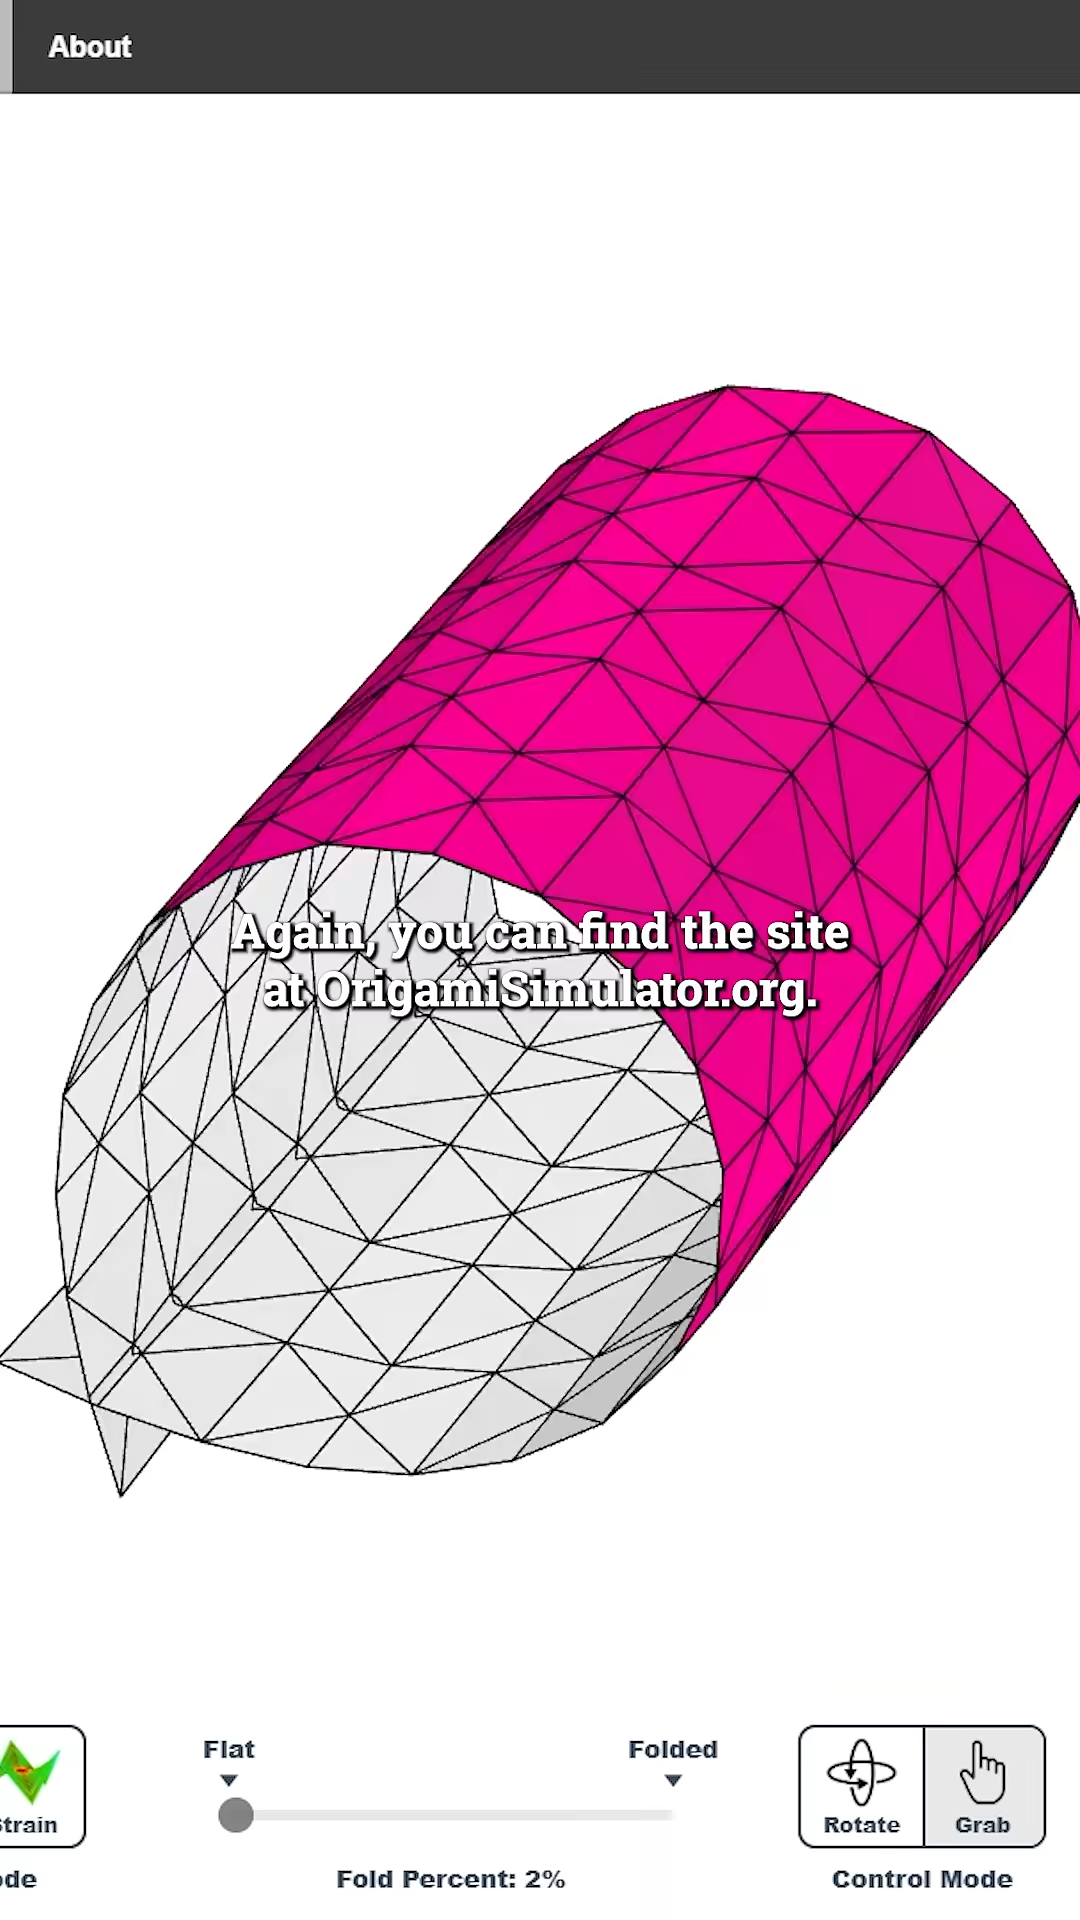 About
Again, you can find the site
at OrigamiSimulator.org.
Flat
Folded
Strain
Rotate
Grab
Fold Percent: 2%
Control Mode